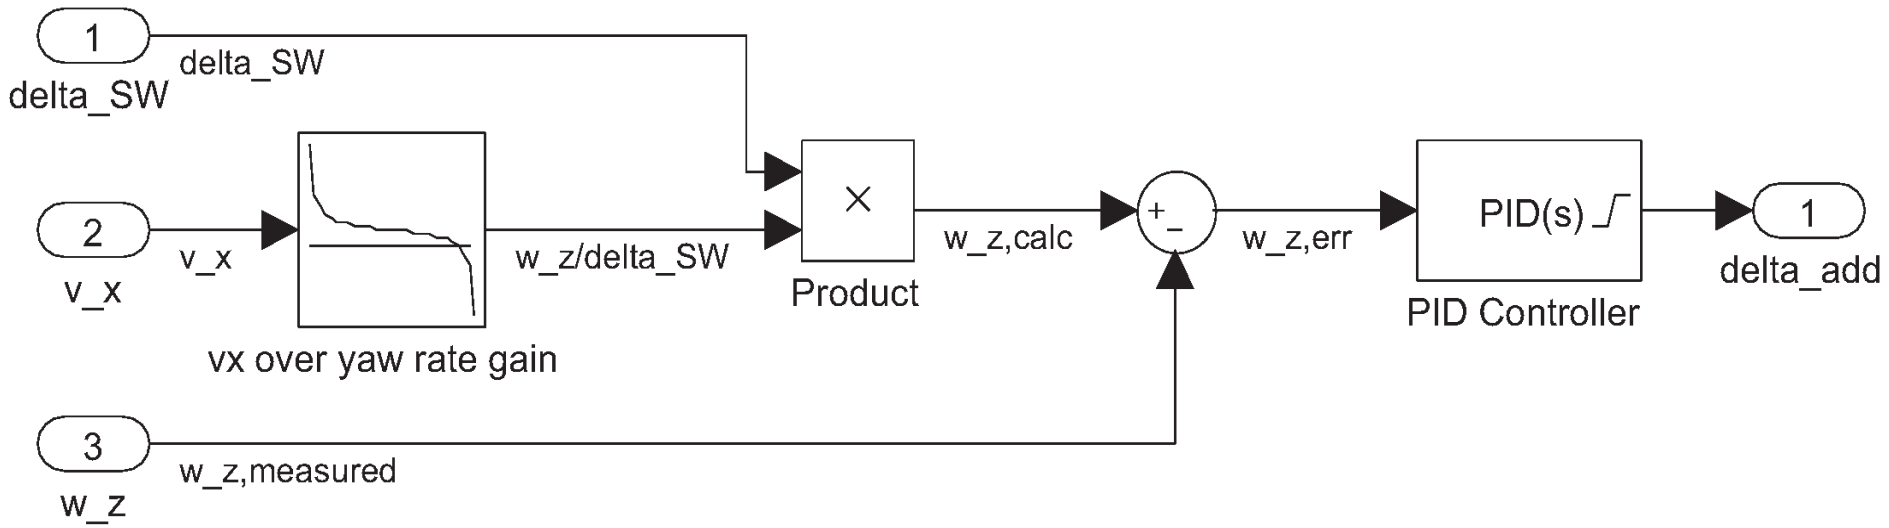 1
delta_SW
delta_SW
2
v_x
v_x
vx over yaw rate gain
w_z/delta_SW
3
w_z
w_z,measured
×
Product
w_z,calc
+
−
w_z,err
PID(s)
PID Controller
1
delta_add